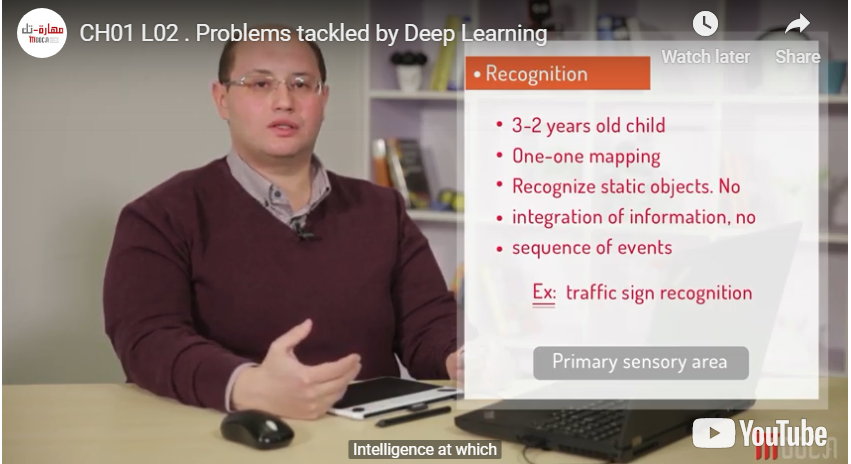 مهارة-تك
MOOCA
CH01 L02 . Problems tackled by Deep Learning
Watch later
Share
• Recognition
• 3-2 years old child
• One-one mapping
• Recognize static objects. No
• integration of information, no
• sequence of events
Ex: traffic sign recognition
Primary sensory area
YouTube
Intelligence at which